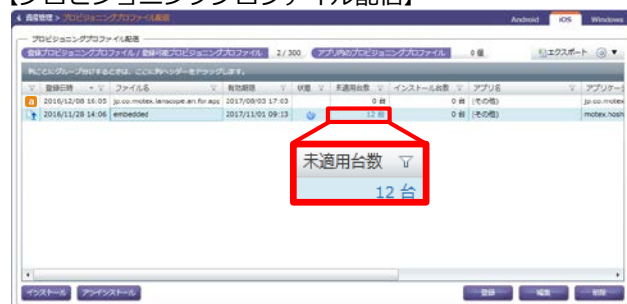 【プロビジョニングプロファイル配信】
資産管理 > プロビジョニングプロファイル配信
Android iOS Windows
プロビジョニングプロファイル配信
登録プロビジョニングプロファイル / 登録可能プロビジョニングプロファイル 2 / 300 アプリ内のプロビジョニングプロファイル 0 個 エクスポート
列ごとにグループ分けするときは、ここに列ヘッダーをドラッグします。
登録日時 ファイル名 有効期限 状態 未適用台数 インストール台数 アプリ名
2016/12/08 16:05 jp.co.motex.lanscope.an.for.app 2017/08/03 17:03 0 台 0 台 (その他) jp.co.motex
2016/11/28 14:06 embedded 2017/11/01 09:13 12 台 0 台 (その他)
未適用台数
12 台
インストール アンインストール 登録 編集 削除